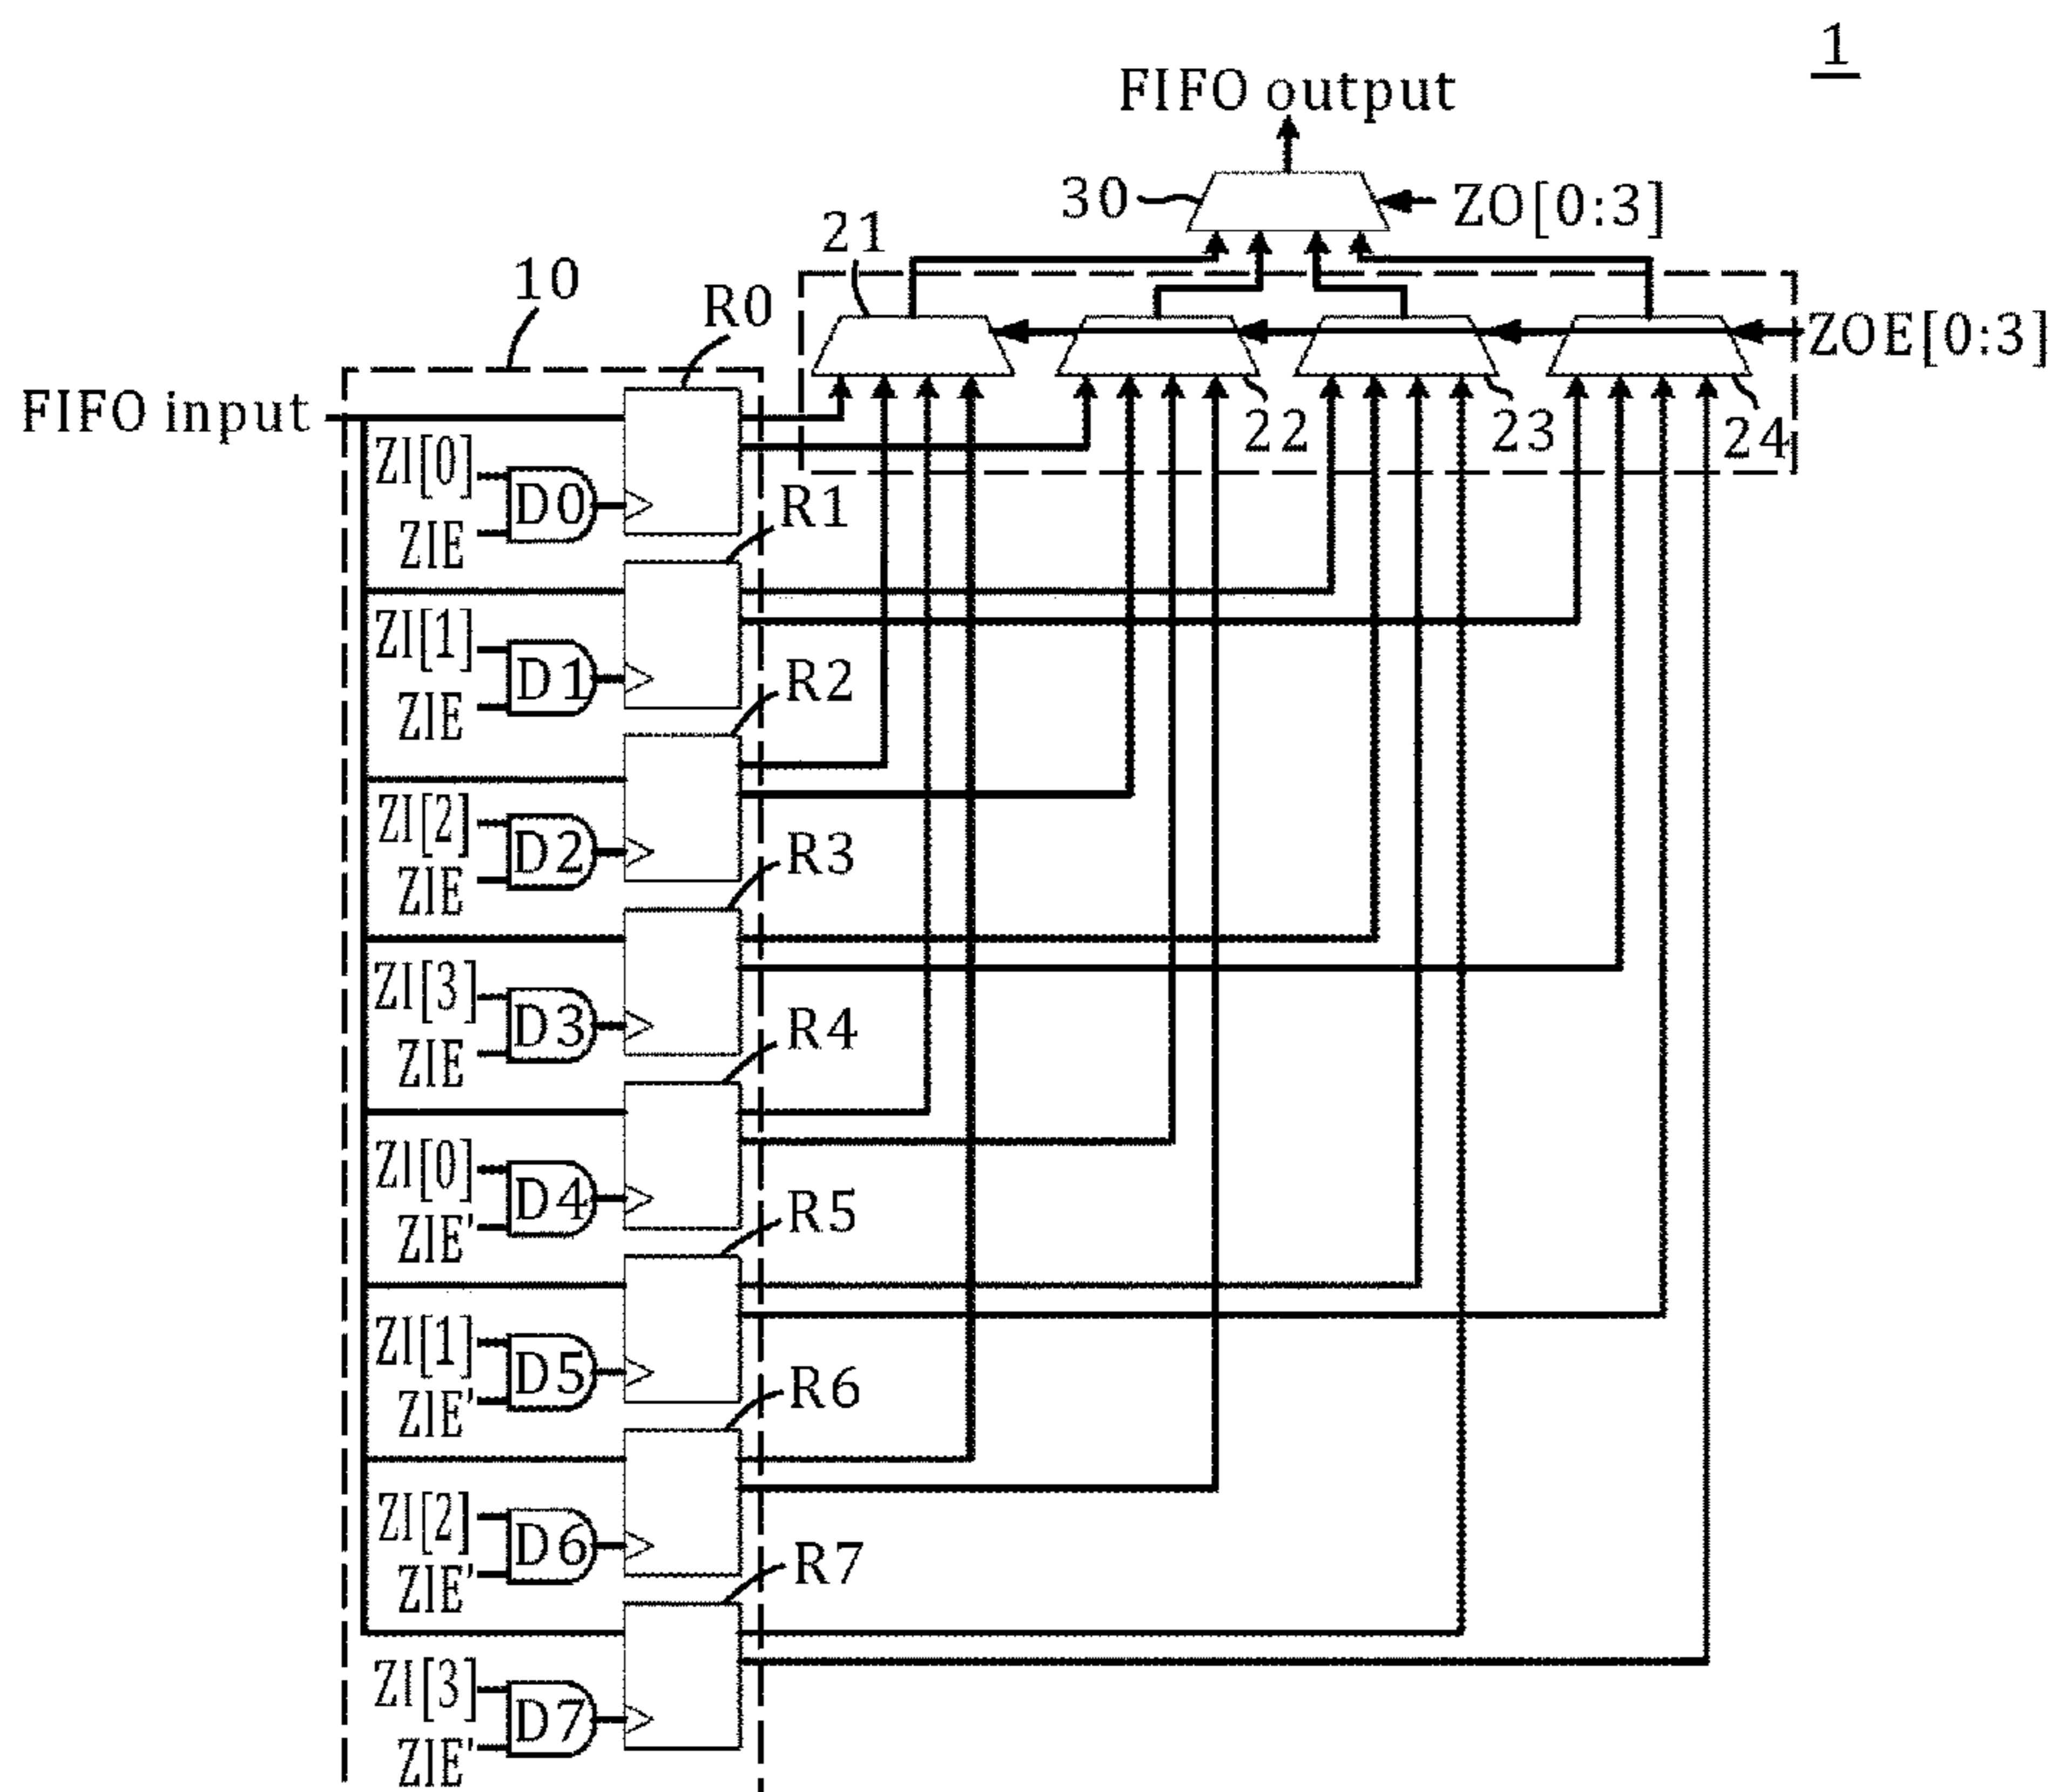 1
FIFO output
30
ZO[0:3]
21
10
R0
ZOE[0:3]
FIFO input
22
23
24
ZI[0]
D0
ZIE
R1
ZI[1]
D1
ZIE
R2
ZI[2]
D2
ZIE
R3
ZI[3]
D3
ZIE
R4
ZI[0]
D4
ZIE'
R5
ZI[1]
D5
ZIE'
R6
ZI[2]
D6
ZIE'
R7
ZI[3]
D7
ZIE'